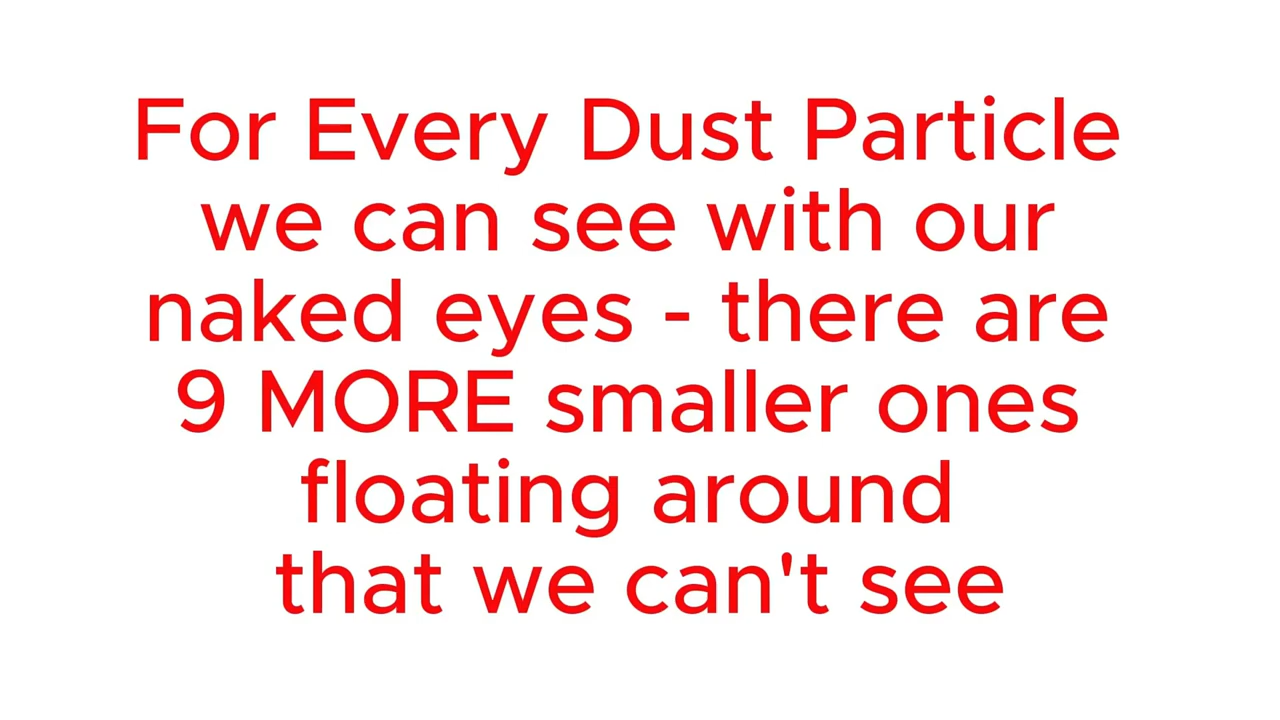 For Every Dust Particle
we can see with our
naked eyes - there are
9 MORE smaller ones
floating around
that we can't see